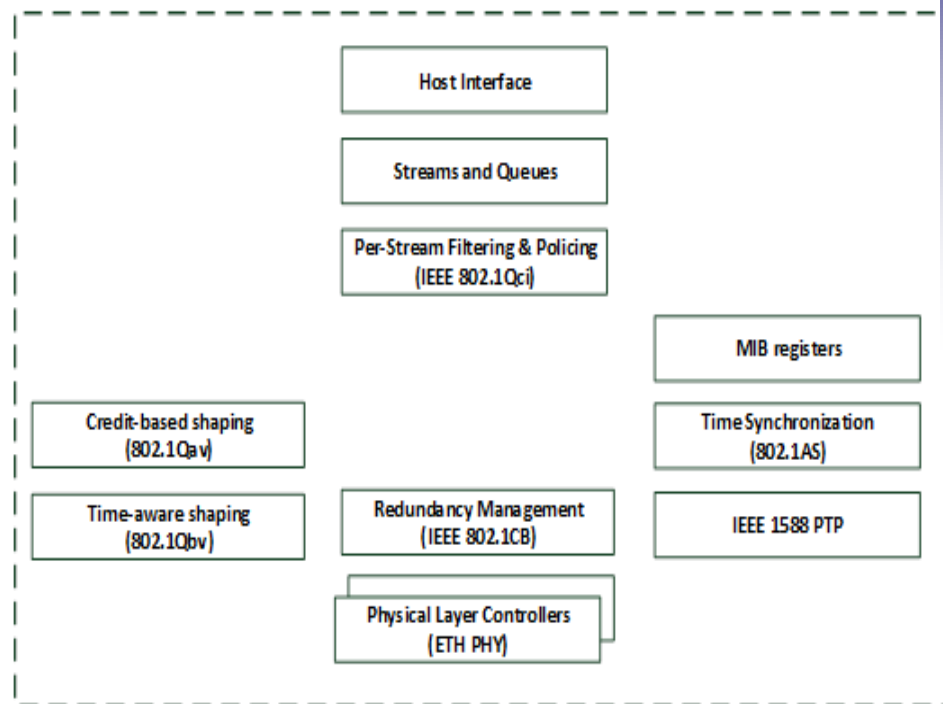 Host Interface
Streams and Queues
Per-Stream Filtering & Policing
(IEEE 802.1Qci)
MIB registers
Credit-based shaping
(802.1Qav)
Time Synchronization
(802.1AS)
Time-aware shaping
(802.1Qbv)
Redundancy Management
(IEEE 802.1CB)
IEEE 1588 PTP
Physical Layer Controllers
(ETH PHY)